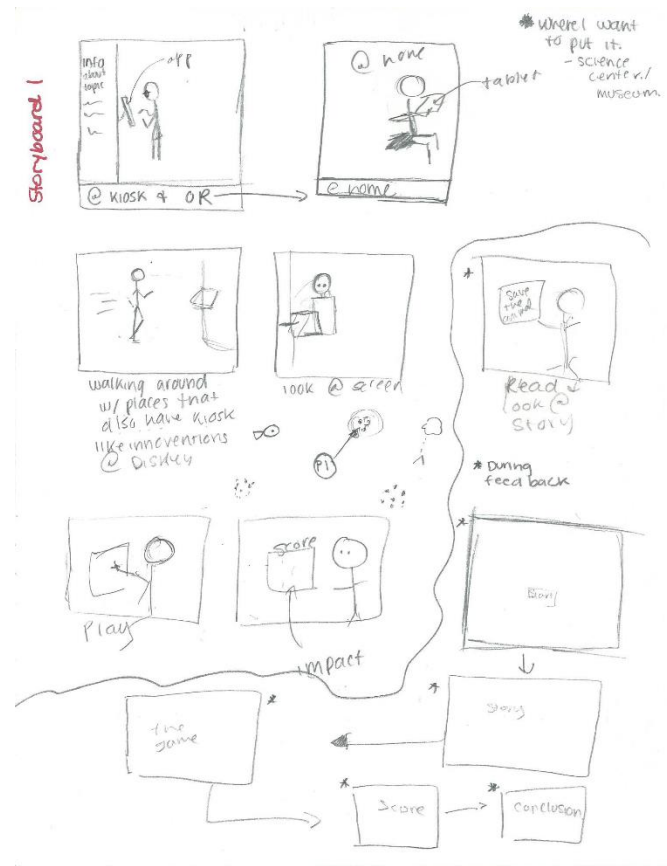 Storyboard 1
* Where I want
to put it.
- science
center/
museum.
info
about
topic
app
@ Kiosk & OR
@ home
tablet
@ home
walking around
w/ places that
also have kiosk
like innoventions
@ Disney
look @ screen
Save
the
animal
Read &
look @
Story
P1
* During
feedback
Play
score
impact
Story
Story
the
game
Score
Conclusion